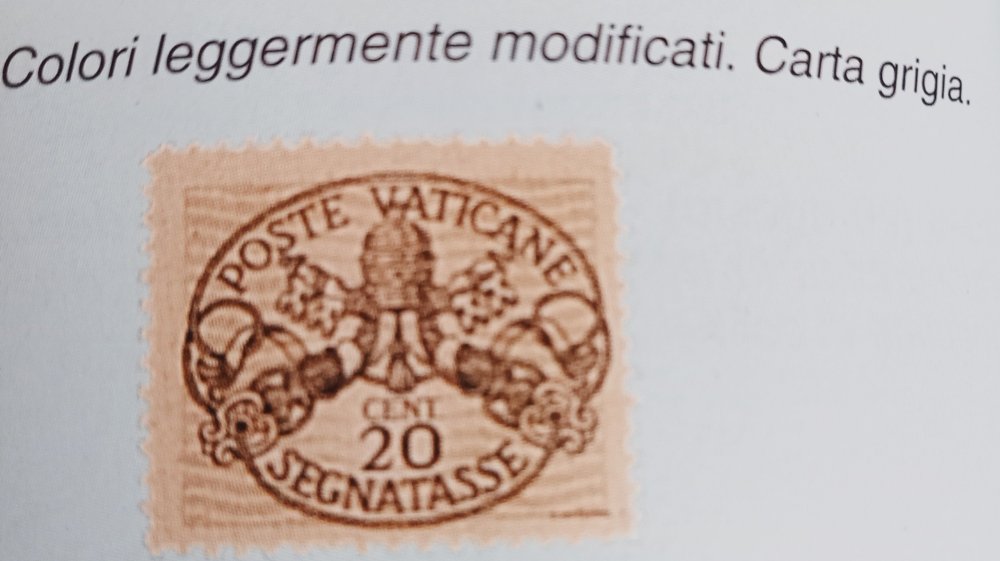 Colori leggermente modificati. Carta grigia.
POSTE VATICANE
CENT
20
SEGNATASSE